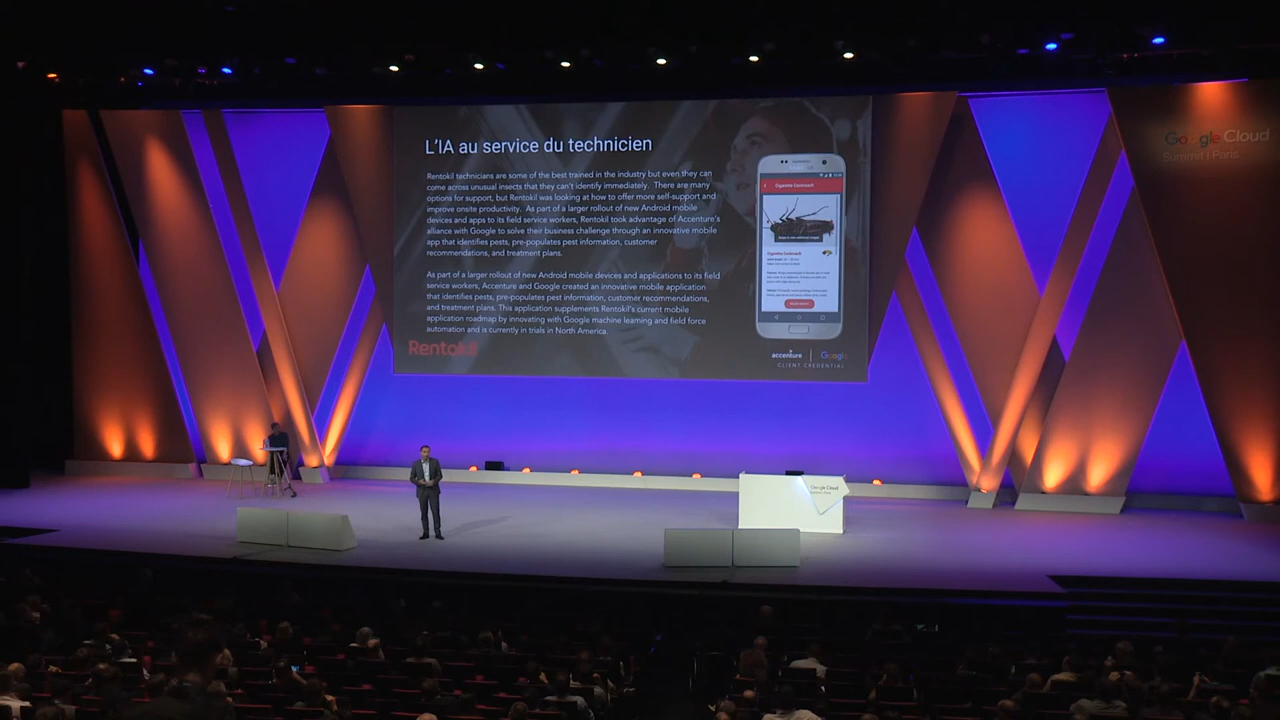 L'IA au service du technicien
Rentokil technicians are some of the best trained in the industry but even they can
come across unusual insects that they can't identify immediately. There are many
options for support, but Rentokil was looking at how to offer more self-support and
improve onsite productivity. As part of a larger rollout of new Android mobile
devices and apps to its field service workers, Rentokil took advantage of Accenture's
alliance with Google to solve their business challenge through an innovative mobile
app that identifies pests, pre-populates pest information, customer
recommendations, and treatment plans.
As part of a larger rollout of new Android mobile devices and applications to its field
service workers, Accenture and Google created an innovative mobile application
that identifies pests, pre-populates pest information, customer recommendations,
and treatment plans. This application supplements Rentokil's current mobile
application roadmap by innovating with Google machine learning and field force
automation and is currently in trials in North America.
Rentokil
accenture
Google
CLIENT CREDENTIAL
Google Cloud
Summit | Paris
Google Cloud